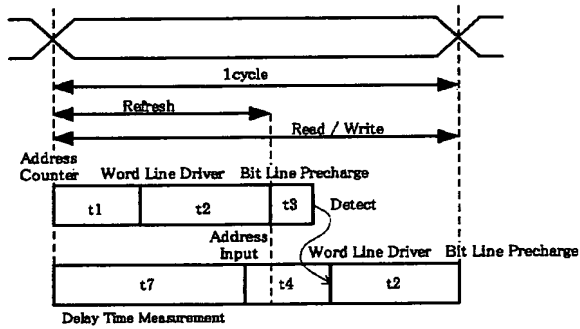 1cycle
Refresh
Read / Write
Address
Counter
Word Line Driver
Bit Line Precharge
t1
t2
t3
Detect
Address
Input
Word Line Driver
Bit Line Precharge
t7
t4
t2
Delay Time Measurement